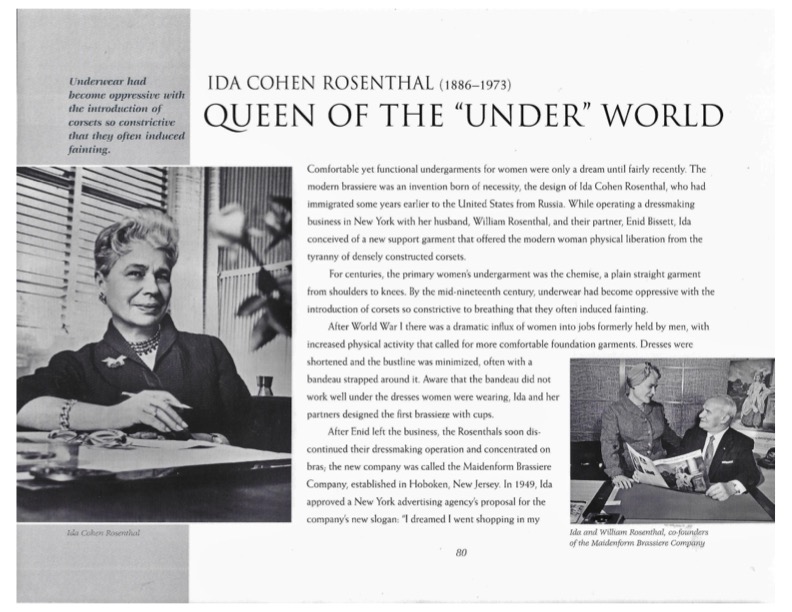 Underwear had
become oppressive with
the introduction of
corsets so constrictive
that they often induced
fainting.
IDA COHEN ROSENTHAL (1886–1973)
QUEEN OF THE “UNDER” WORLD
Comfortable yet functional undergarments for women were only a dream until fairly recently. The
modern brassiere was an invention born of necessity, the design of Ida Cohen Rosenthal, who had
immigrated some years earlier to the United States from Russia. While operating a dressmaking
business in New York with her husband, William Rosenthal, and their partner, Enid Bissett, Ida
conceived of a new support garment that offered the modern woman physical liberation from the
tyranny of densely constructed corsets.
For centuries, the primary women's undergarment was the chemise, a plain straight garment
from shoulders to knees. By the mid-nineteenth century, underwear had become oppressive with the
introduction of corsets so constrictive to breathing that they often induced fainting.
After World War I there was a dramatic influx of women into jobs formerly held by men, with
increased physical activity that called for more comfortable foundation garments. Dresses were
shortened and the bustline was minimized, often with a
bandeau strapped around it. Aware that the bandeau did not
work well under the dresses women were wearing, Ida and her
partners designed the first brassiere with cups.
After Enid left the business, the Rosenthals soon dis-
continued their dressmaking operation and concentrated on
bras; the new company was called the Maidenform Brassiere
Company, established in Hoboken, New Jersey. In 1949, Ida
approved a New York advertising agency's proposal for the
company's new slogan: “I dreamed I went shopping in my
Ida Cohen Rosenthal
Ida and William Rosenthal, co-founders
of the Maidenform Brassiere Company
80